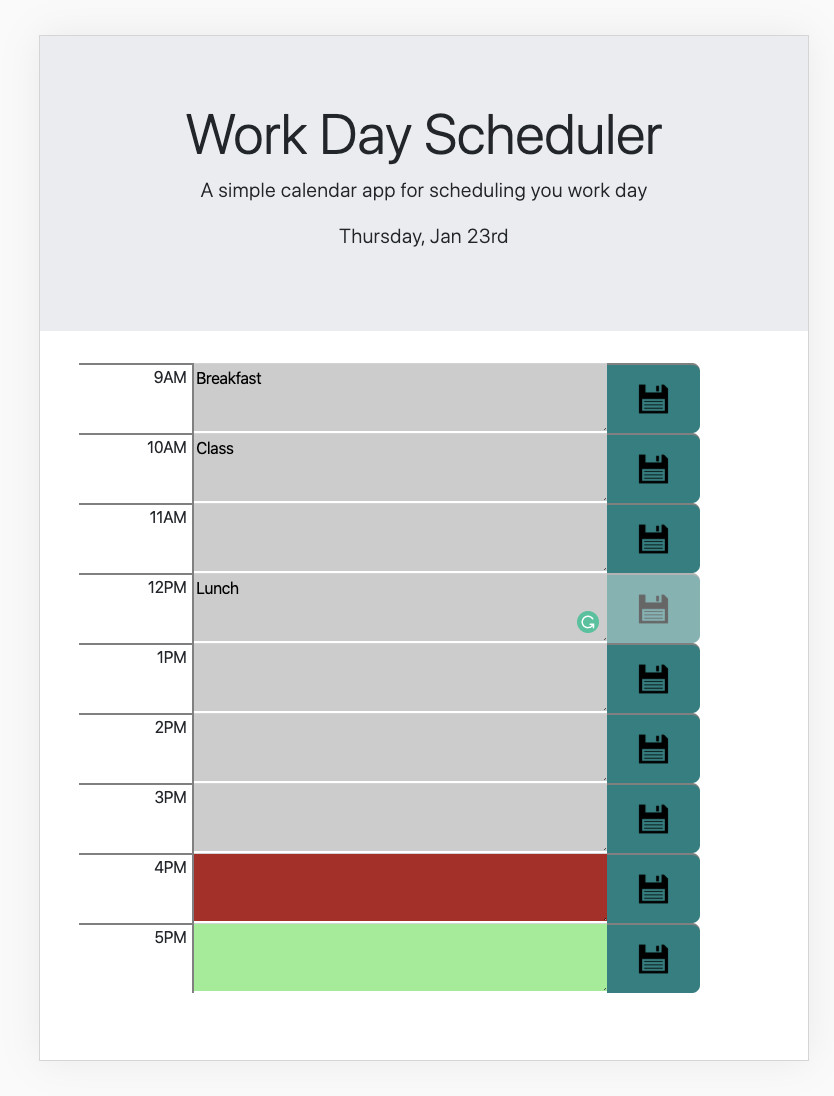 Work Day Scheduler
A simple calendar app for scheduling you work day
Thursday, Jan 23rd
9AM Breakfast
10AM Class
11AM
12PM Lunch
1PM
2PM
3PM
4PM
5PM